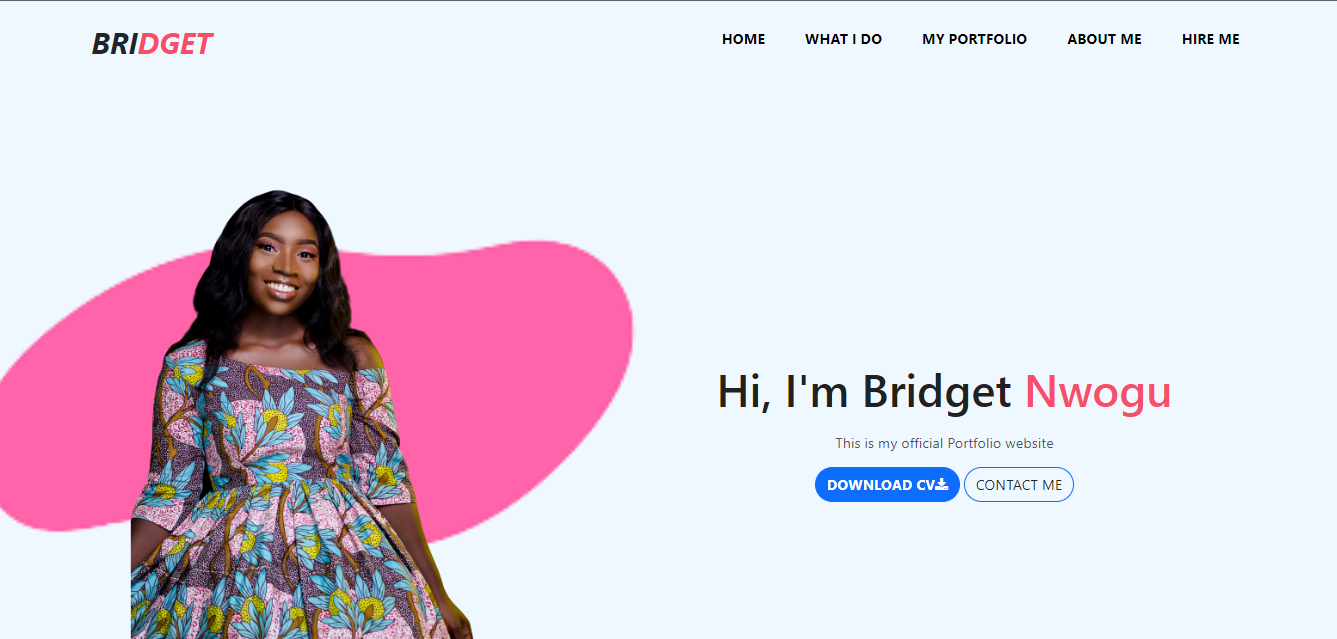 BRIDGET
HOME WHAT I DO MY PORTFOLIO ABOUT ME HIRE ME
Hi, I'm Bridget Nwogu
This is my official Portfolio website
DOWNLOAD CV CONTACT ME